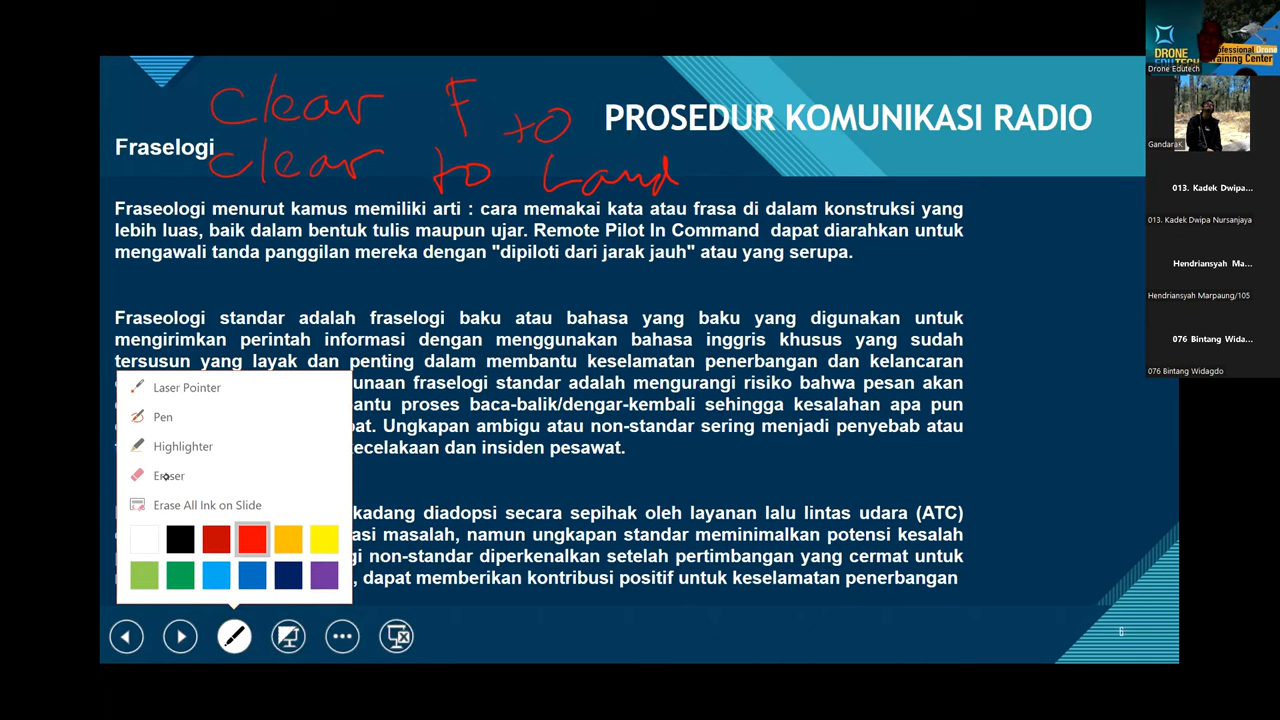 PROSEDUR KOMUNIKASI RADIO
clear F
to
clear to Land
Fraselogi
Fraseologi menurut kamus memiliki arti : cara memakai kata atau frasa di dalam konstruksi yang
lebih luas, baik dalam bentuk tulis maupun ujar. Remote Pilot In Command dapat diarahkan untuk
mengawali tanda panggilan mereka dengan "dipiloti dari jarak jauh" atau yang serupa.
Fraseologi standar adalah fraselogi baku atau bahasa yang baku yang digunakan untuk
mengirimkan perintah informasi dengan menggunakan bahasa inggris khusus yang sudah
tersusun yang layak dan penting dalam membantu keselamatan penerbangan dan kelancaran
unaan fraselogi standar adalah mengurangi risiko bahwa pesan akan
antu proses baca-balik/dengar-kembali sehingga kesalahan apa pun
at. Ungkapan ambigu atau non-standar sering menjadi penyebab atau
ecelakaan dan insiden pesawat.
kadang diadopsi secara sepihak oleh layanan lalu lintas udara (ATC)
asi masalah, namun ungkapan standar meminimalkan potensi kesalah
gi non-standar diperkenalkan setelah pertimbangan yang cermat untuk
, dapat memberikan kontribusi positif untuk keselamatan penerbangan
Laser Pointer
Pen
Highlighter
Eraser
Erase All Ink on Slide
6
DRONE
EDUTECH
Professional Drone
Training Center
Drone Edutech
GandaraK
013. Kadek Dwipa...
013. Kadek Dwipa Nursanjaya
Hendriansyah Ma...
Hendriansyah Marpaung/105
076 Bintang Wida...
076 Bintang Widagdo